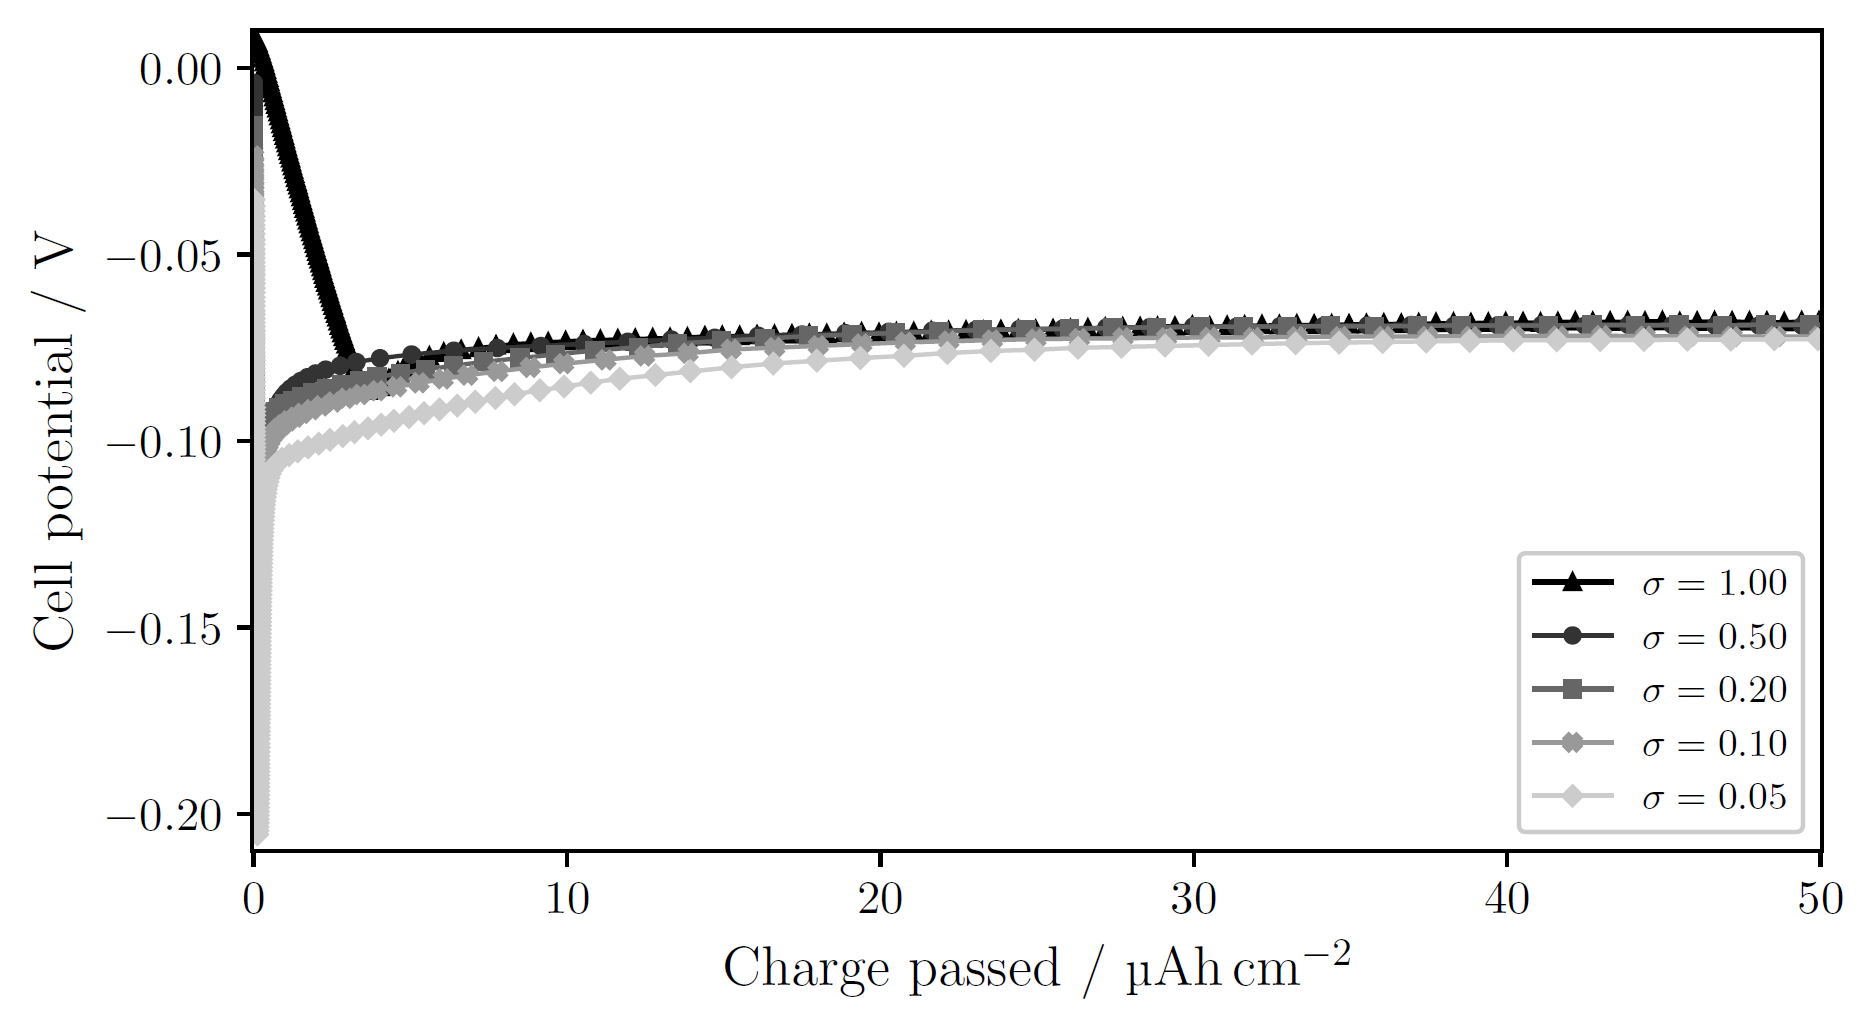 Cell potential / V
0.00
−0.05
−0.10
−0.15
−0.20
0 10 20 30 40 50
Charge passed / µAh cm⁻²
σ = 1.00
σ = 0.50
σ = 0.20
σ = 0.10
σ = 0.05